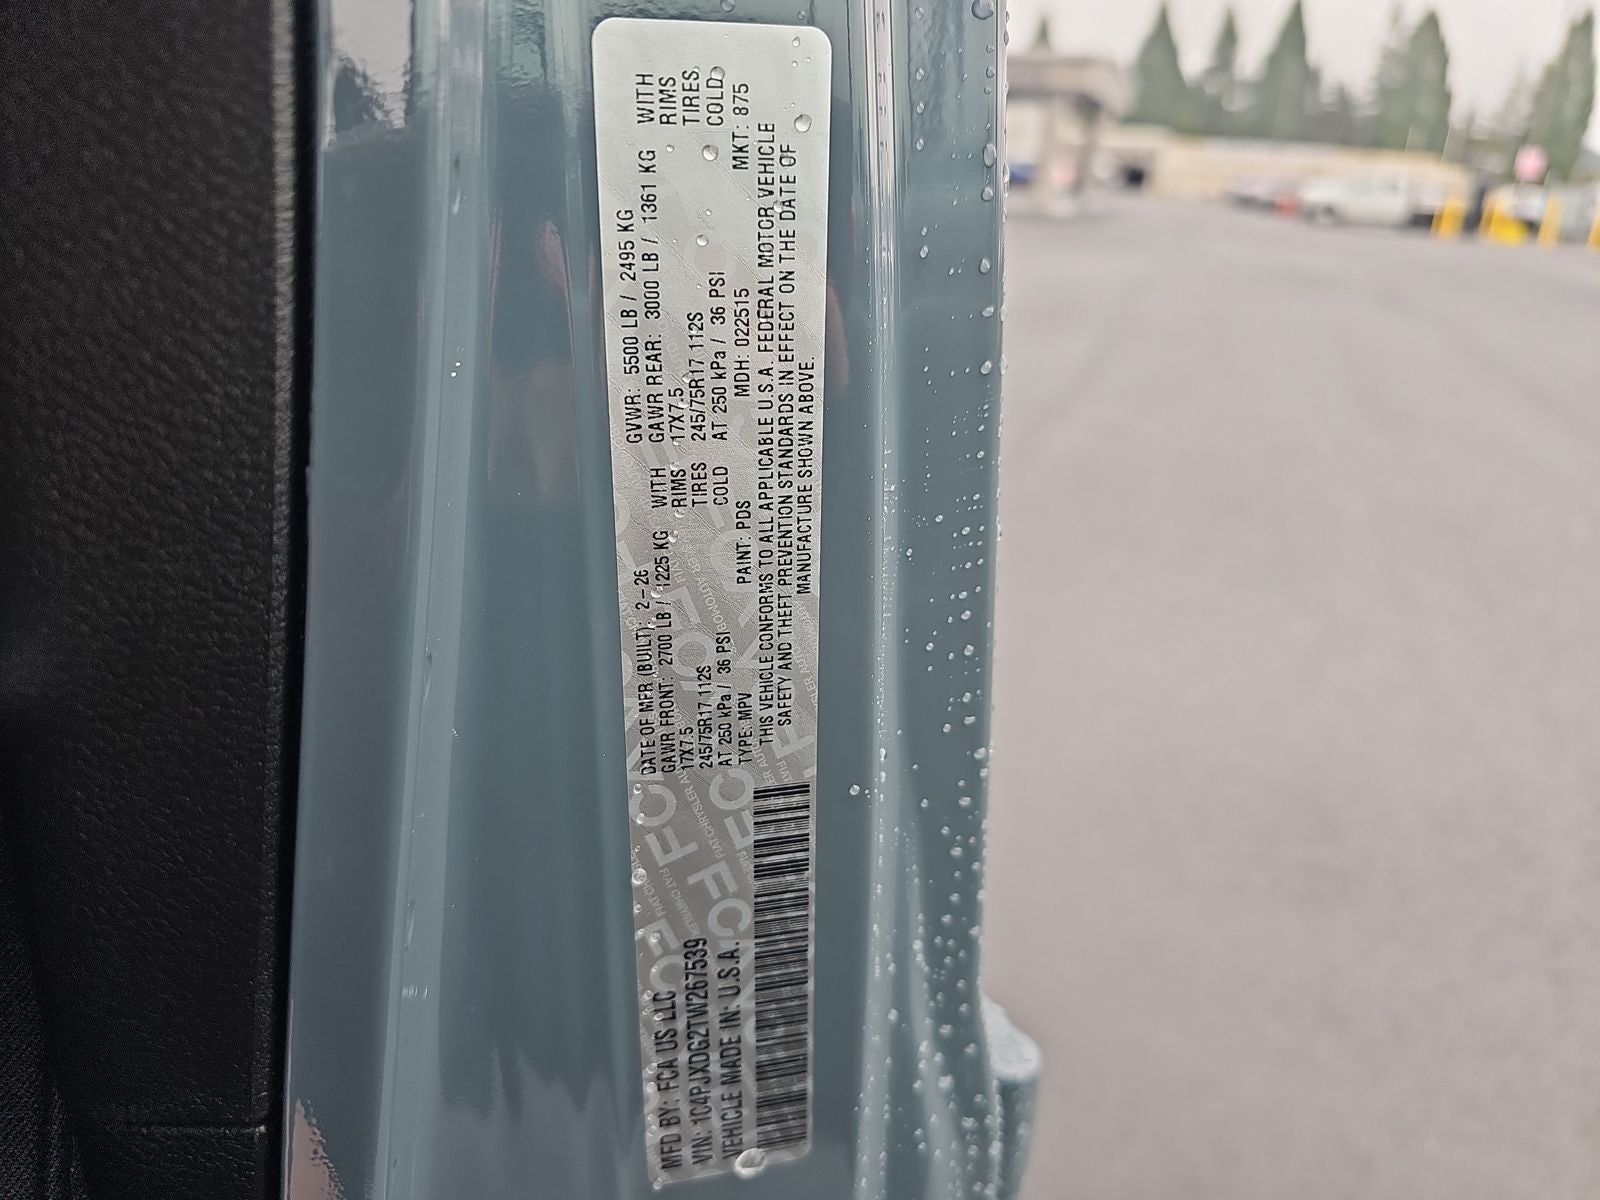 MFD BY: FCA US LLC
DATE OF MFR (BUILT): 2-26
GVWR: 5500 LB / 2495 KG
GAWR FRONT: 2700 LB / 1225 KG
WITH
GAWR REAR: 3000 LB / 1361 KG
WITH
17X7.5
RIMS
17X7.5
RIMS
245/75R17 112S
TIRES
245/75R17 112S
TIRES
AT 250 kPa / 36 PSI
COLD
AT 250 kPa / 36 PSI
COLD
VIN: 1C4PJXDG2TW267539
VEHICLE MADE IN: U.S.A.
TYPE: MPV
PAINT: PDS
MDH: 022515
MKT: 875
THIS VEHICLE CONFORMS TO ALL APPLICABLE U.S.A. FEDERAL MOTOR VEHICLE
SAFETY AND THEFT PREVENTION STANDARDS IN EFFECT ON THE DATE OF
MANUFACTURE SHOWN ABOVE.